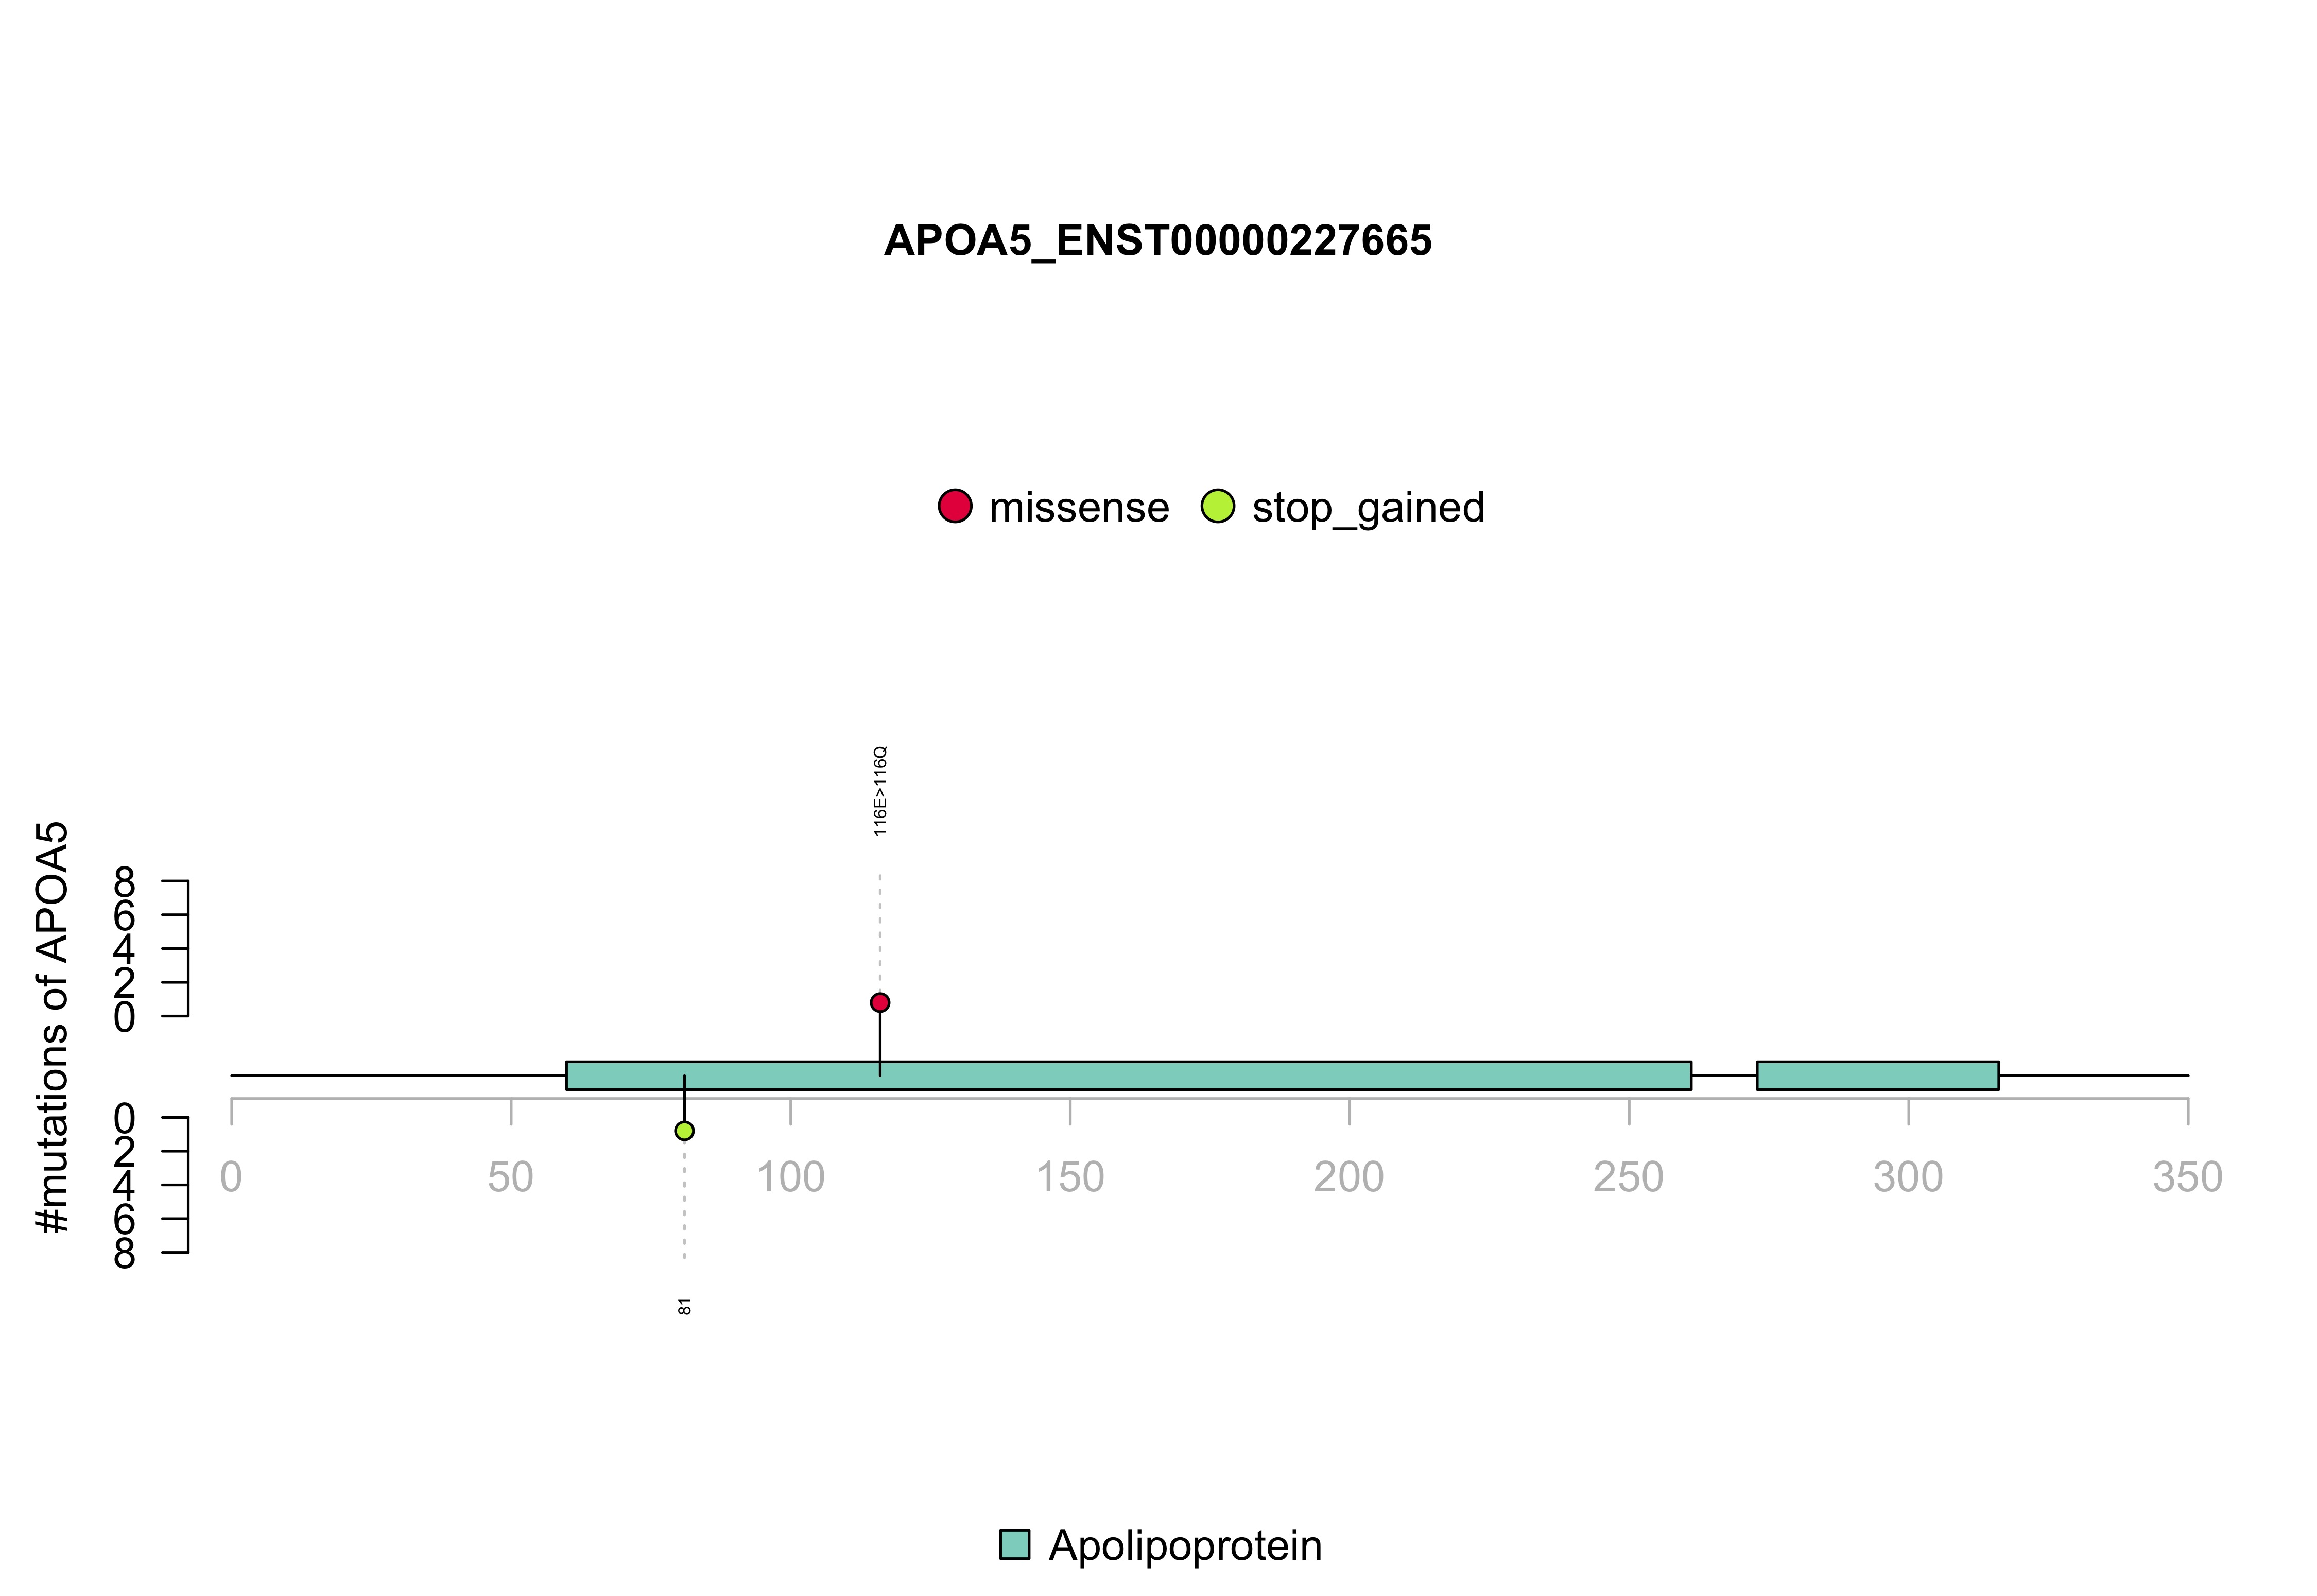 APOA5_ENST00000227665
missense stop_gained
116E>116Q
#mutations of APOA5
8
6
4
2
0
0
2
4
6
8
0 50 100 150 200 250 300 350
81
Apolipoprotein